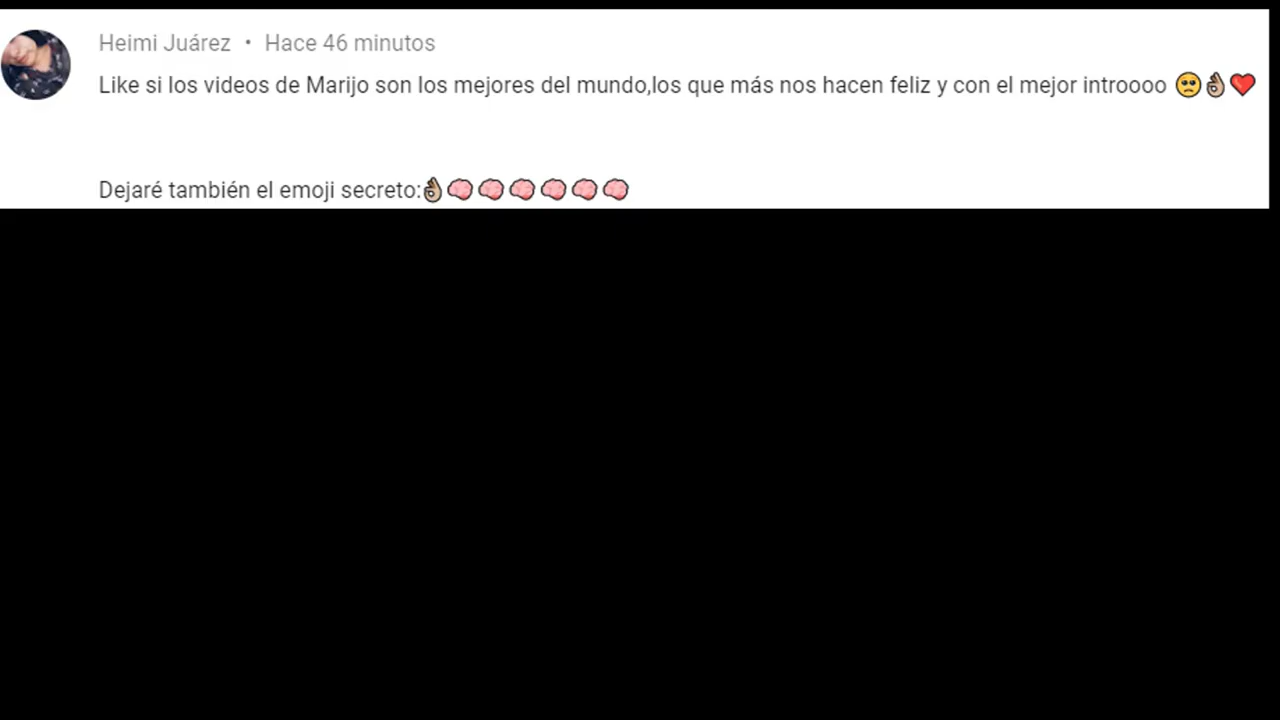 Heimi Juárez • Hace 46 minutos
Like si los videos de Marijo son los mejores del mundo,los que más nos hacen feliz y con el mejor introooo 🥺👌🏼❤️
Dejaré también el emoji secreto:👌🏼🧠🧠🧠🧠🧠🧠